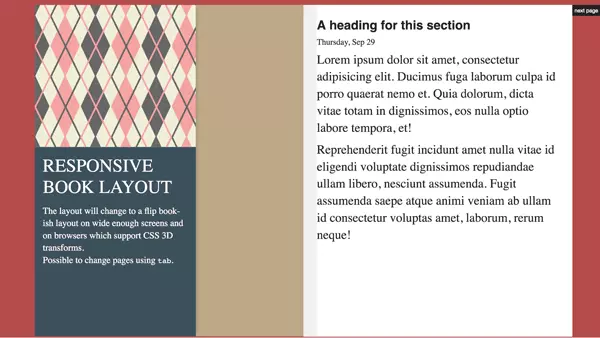 RESPONSIVE
BOOK LAYOUT
The layout will change to a flip book-
ish layout on wide enough screens and
on browsers which support CSS 3D
transforms.
Possible to change pages using tab.
A heading for this section
Thursday, Sep 29
Lorem ipsum dolor sit amet, consectetur
adipisicing elit. Ducimus fuga laborum culpa id
porro quaerat nemo et. Quia dolorum, dicta
vitae totam in dignissimos, eos nulla optio
labore tempora, et!
Reprehenderit fugit incidunt amet nulla vitae id
eligendi voluptate dignissimos repudiandae
ullam libero, nesciunt assumenda. Fugit
assumenda saepe atque animi veniam ab ullam
id consectetur voluptas amet, laborum, rerum
neque!
next page